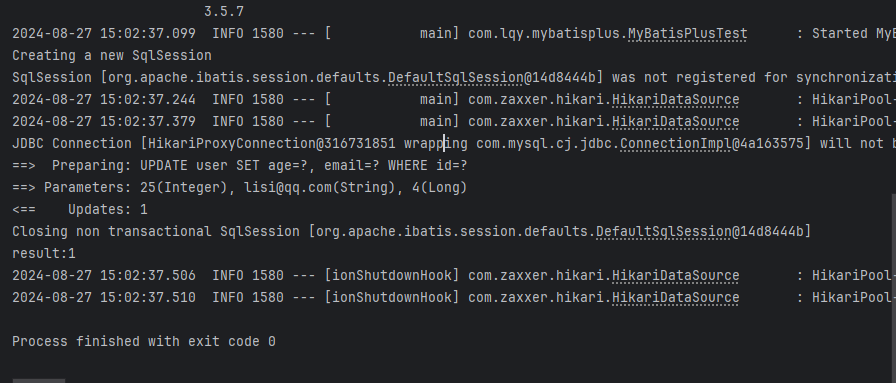 3.5.7
2024-08-27 15:02:37.099  INFO 1580 --- [           main] com.lqy.mybatisplus.MyBatisPlusTest      : Started MyB
Creating a new SqlSession
SqlSession [org.apache.ibatis.session.defaults.DefaultSqlSession@14d8444b] was not registered for synchronizati
2024-08-27 15:02:37.244  INFO 1580 --- [           main] com.zaxxer.hikari.HikariDataSource       : HikariPool-
2024-08-27 15:02:37.379  INFO 1580 --- [           main] com.zaxxer.hikari.HikariDataSource       : HikariPool-
JDBC Connection [HikariProxyConnection@316731851 wrapping com.mysql.cj.jdbc.ConnectionImpl@4a163575] will not b
==>  Preparing: UPDATE user SET age=?, email=? WHERE id=?
==> Parameters: 25(Integer), lisi@qq.com(String), 4(Long)
<==    Updates: 1
Closing non transactional SqlSession [org.apache.ibatis.session.defaults.DefaultSqlSession@14d8444b]
result:1
2024-08-27 15:02:37.506  INFO 1580 --- [ionShutdownHook] com.zaxxer.hikari.HikariDataSource       : HikariPool-
2024-08-27 15:02:37.510  INFO 1580 --- [ionShutdownHook] com.zaxxer.hikari.HikariDataSource       : HikariPool-
Process finished with exit code 0